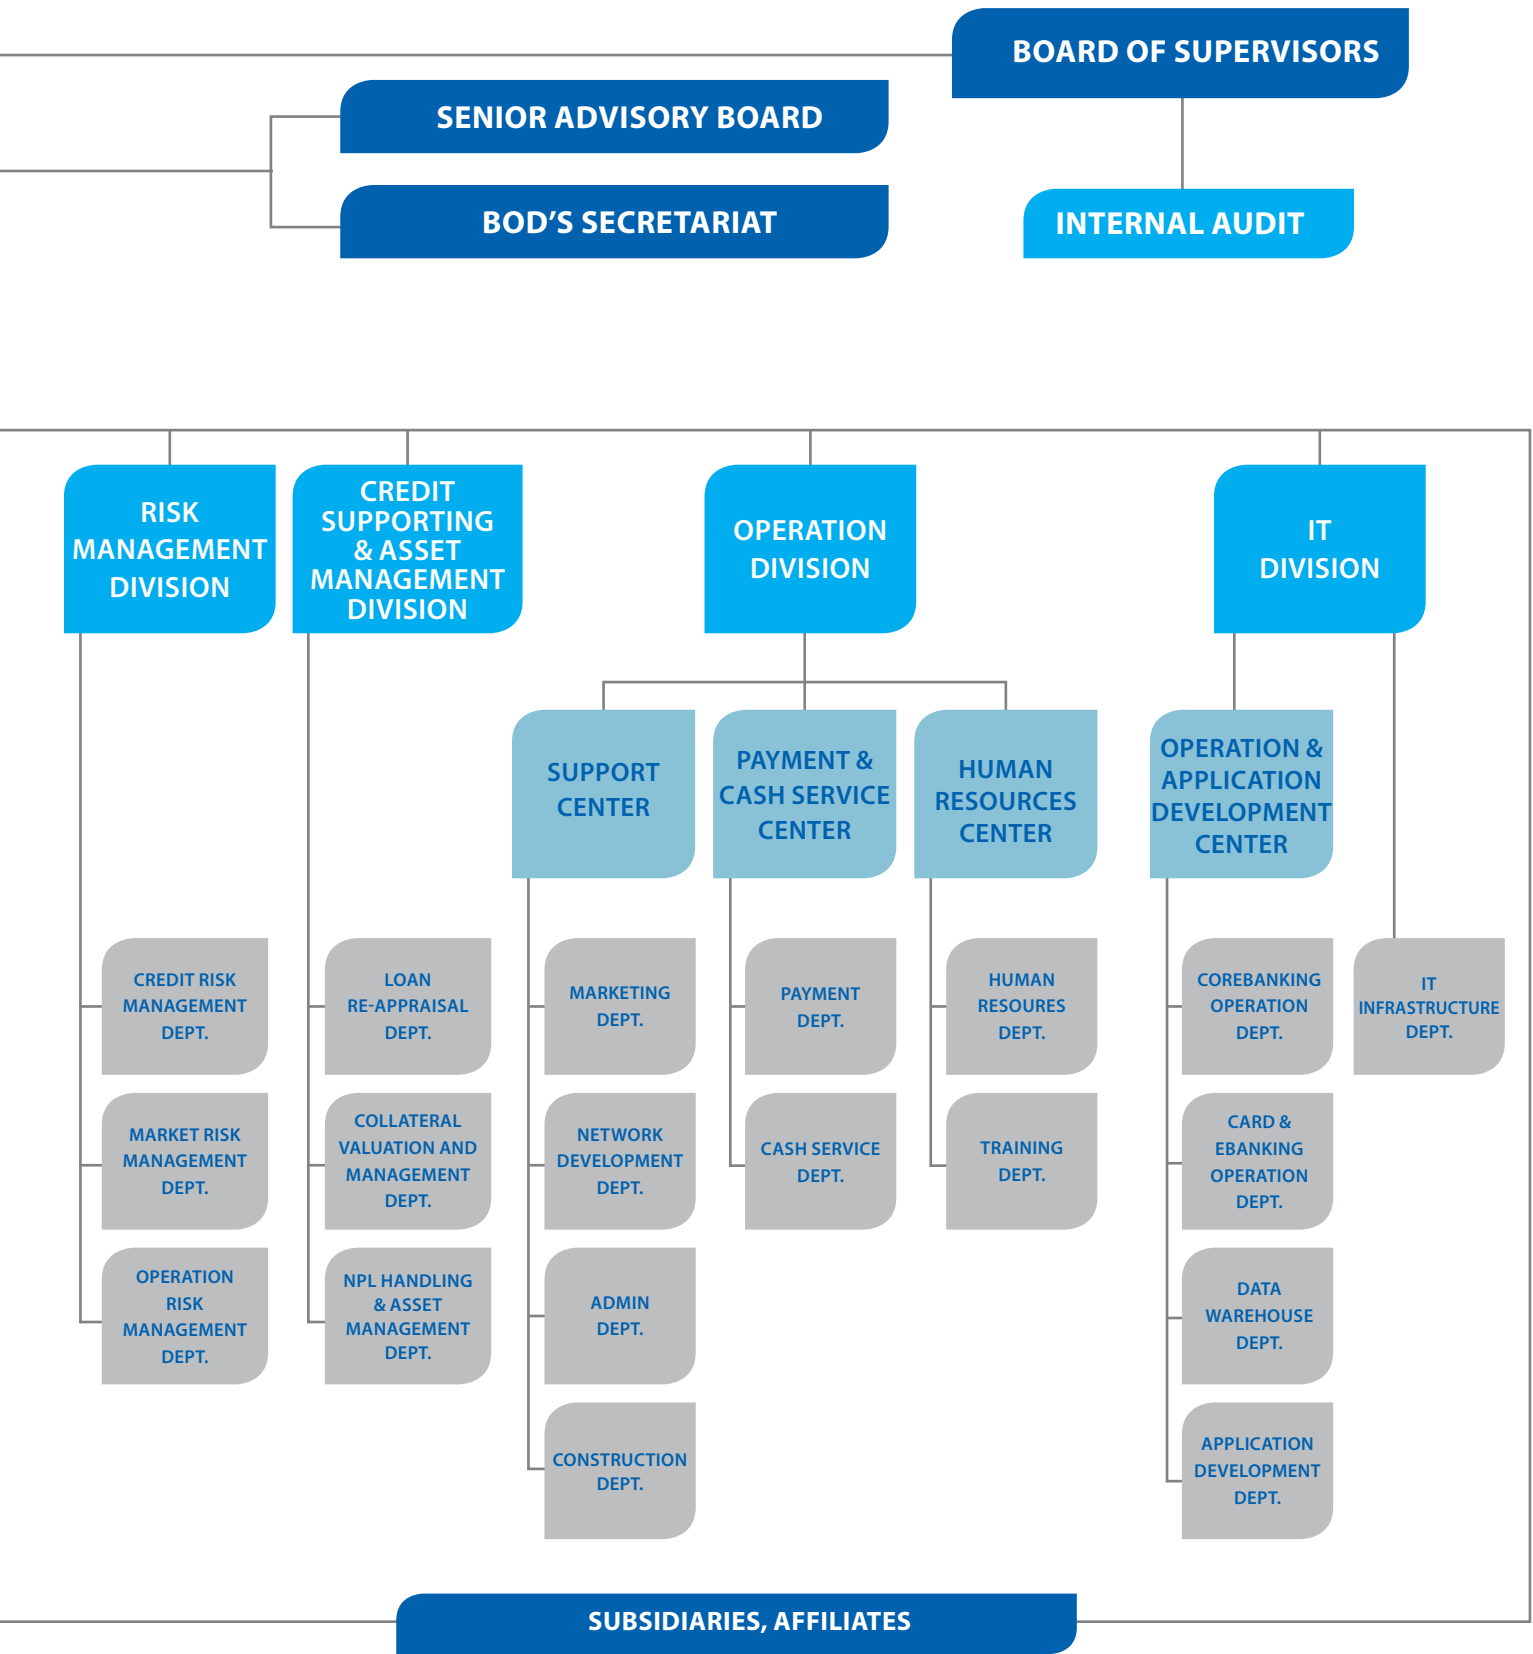 BOARD OF SUPERVISORS
SENIOR ADVISORY BOARD
BOD'S SECRETARIAT
INTERNAL AUDIT
RISK
MANAGEMENT
DIVISION
CREDIT
SUPPORTING
& ASSET
MANAGEMENT
DIVISION
OPERATION
DIVISION
IT
DIVISION
SUPPORT
CENTER
PAYMENT &
CASH SERVICE
CENTER
HUMAN
RESOURCES
CENTER
OPERATION &
APPLICATION
DEVELOPMENT
CENTER
CREDIT RISK
MANAGEMENT
DEPT.
LOAN
RE-APPRAISAL
DEPT.
MARKETING
DEPT.
PAYMENT
DEPT.
HUMAN
RESOURES
DEPT.
COREBANKING
OPERATION
DEPT.
IT
INFRASTRUCTURE
DEPT.
MARKET RISK
MANAGEMENT
DEPT.
COLLATERAL
VALUATION AND
MANAGEMENT
DEPT.
NETWORK
DEVELOPMENT
DEPT.
CASH SERVICE
DEPT.
TRAINING
DEPT.
CARD &
EBANKING
OPERATION
DEPT.
OPERATION
RISK
MANAGEMENT
DEPT.
NPL HANDLING
& ASSET
MANAGEMENT
DEPT.
ADMIN
DEPT.
DATA
WAREHOUSE
DEPT.
CONSTRUCTION
DEPT.
APPLICATION
DEVELOPMENT
DEPT.
SUBSIDIARIES, AFFILIATES